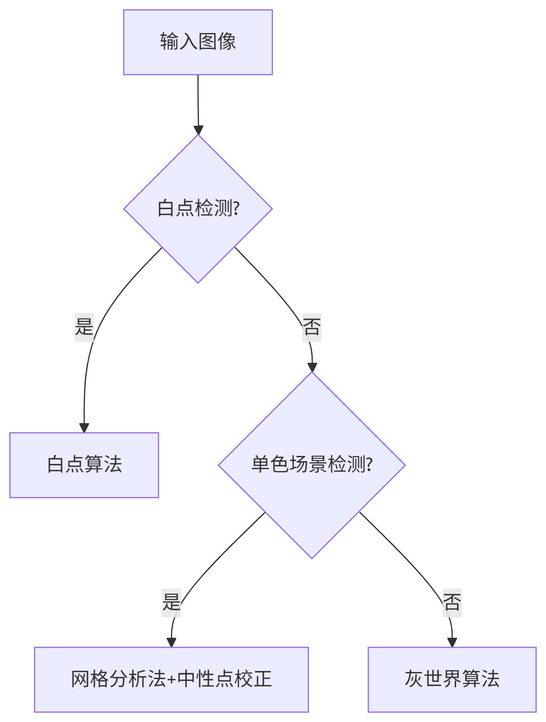 输入图像
白点检测?
是
否
白点算法
单色场景检测?
是
否
网格分析法+中性点校正
灰世界算法